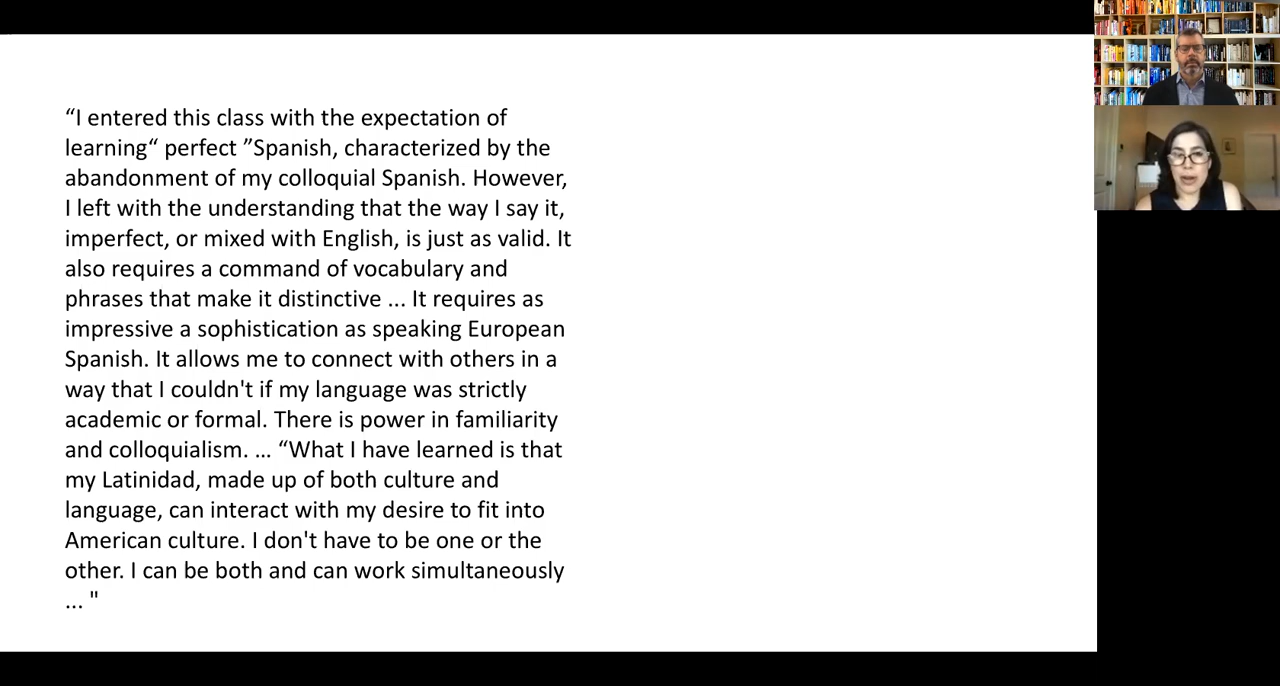 “I entered this class with the expectation of
learning“ perfect ”Spanish, characterized by the
abandonment of my colloquial Spanish. However,
I left with the understanding that the way I say it,
imperfect, or mixed with English, is just as valid. It
also requires a command of vocabulary and
phrases that make it distinctive ... It requires as
impressive a sophistication as speaking European
Spanish. It allows me to connect with others in a
way that I couldn't if my language was strictly
academic or formal. There is power in familiarity
and colloquialism. … “What I have learned is that
my Latinidad, made up of both culture and
language, can interact with my desire to fit into
American culture. I don't have to be one or the
other. I can be both and can work simultaneously
... "